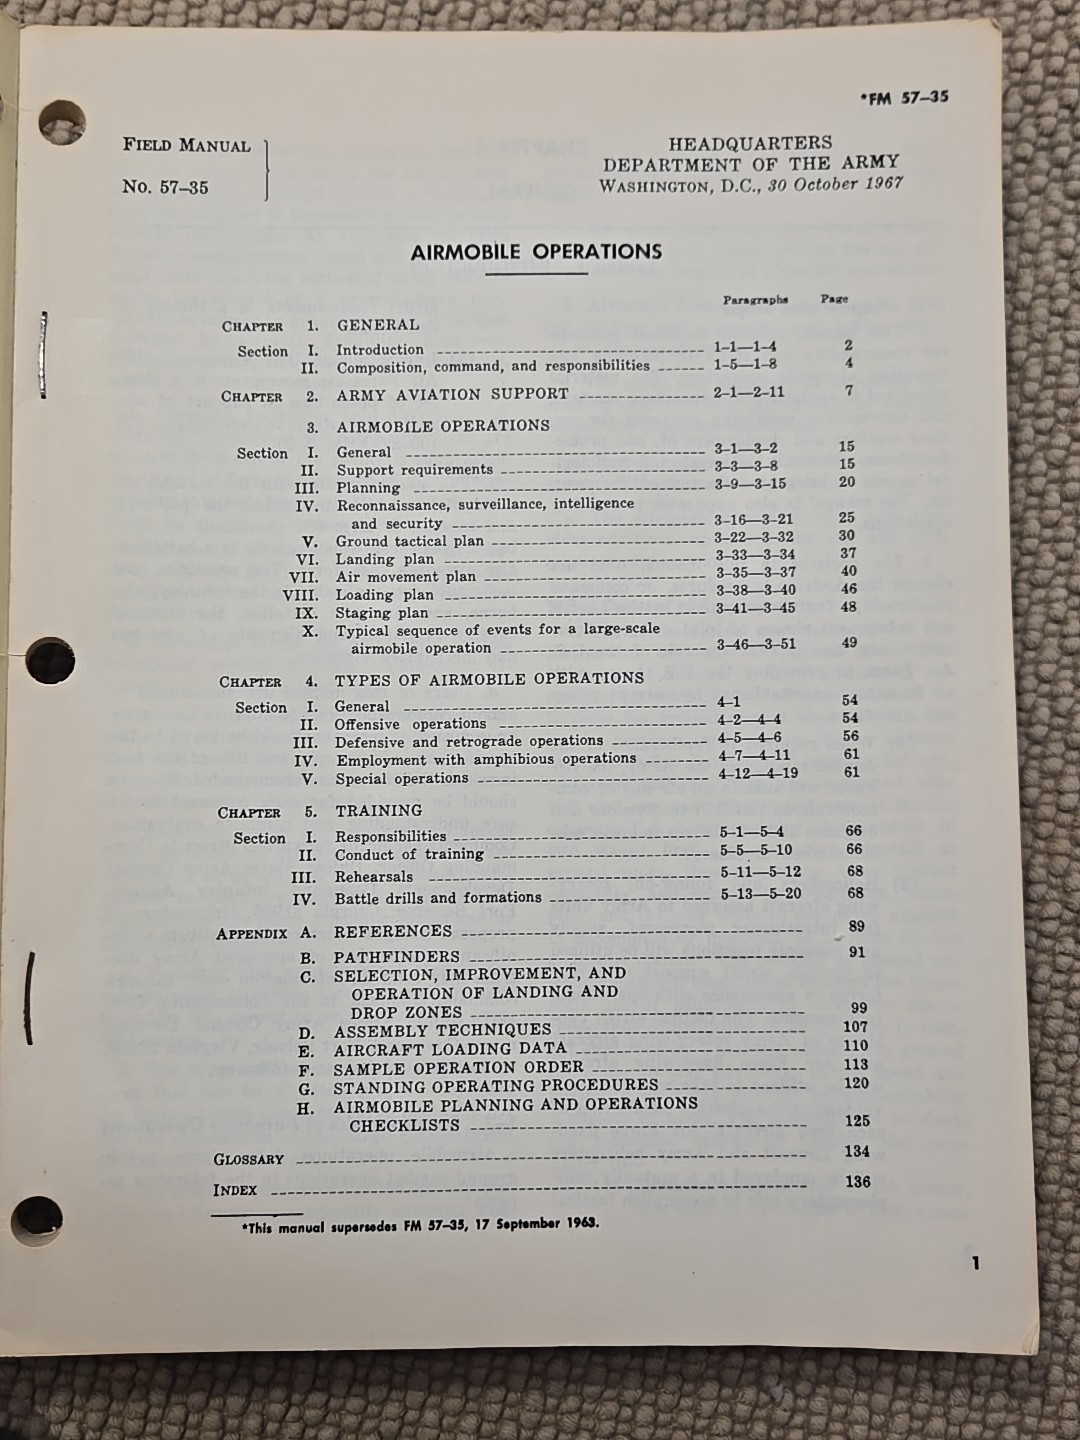 *FM 57–35
FIELD MANUAL
No. 57–35
HEADQUARTERS
DEPARTMENT OF THE ARMY
WASHINGTON, D.C., 30 October 1967
AIRMOBILE OPERATIONS
Paragraphs Page
CHAPTER 1. GENERAL
Section I. Introduction 1–1—1–4 2
II. Composition, command, and responsibilities 1–5—1–8 4
CHAPTER 2. ARMY AVIATION SUPPORT 2–1—2–11 7
3. AIRMOBILE OPERATIONS
Section I. General 3–1—3–2 15
II. Support requirements 3–3—3–8 15
III. Planning 3–9—3–15 20
IV. Reconnaissance, surveillance, intelligence
and security 3–16—3–21 25
V. Ground tactical plan 3–22—3–32 30
VI. Landing plan 3–33—3–34 37
VII. Air movement plan 3–35—3–37 40
VIII. Loading plan 3–38—3–40 46
IX. Staging plan 3–41—3–45 48
X. Typical sequence of events for a large-scale
airmobile operation 3–46—3–51 49
CHAPTER 4. TYPES OF AIRMOBILE OPERATIONS
Section I. General 4–1 54
II. Offensive operations 4–2—4–4 54
III. Defensive and retrograde operations 4–5—4–6 56
IV. Employment with amphibious operations 4–7—4–11 61
V. Special operations 4–12—4–19 61
CHAPTER 5. TRAINING
Section I. Responsibilities 5–1—5–4 66
II. Conduct of training 5–5—5–10 66
III. Rehearsals 5–11—5–12 68
IV. Battle drills and formations 5–13—5–20 68
APPENDIX A. REFERENCES 89
B. PATHFINDERS 91
C. SELECTION, IMPROVEMENT, AND
OPERATION OF LANDING AND
DROP ZONES 99
D. ASSEMBLY TECHNIQUES 107
E. AIRCRAFT LOADING DATA 110
F. SAMPLE OPERATION ORDER 113
G. STANDING OPERATING PROCEDURES 120
H. AIRMOBILE PLANNING AND OPERATIONS
CHECKLISTS 125
GLOSSARY 134
INDEX 136
*This manual supersedes FM 57–35, 17 September 1963.
1